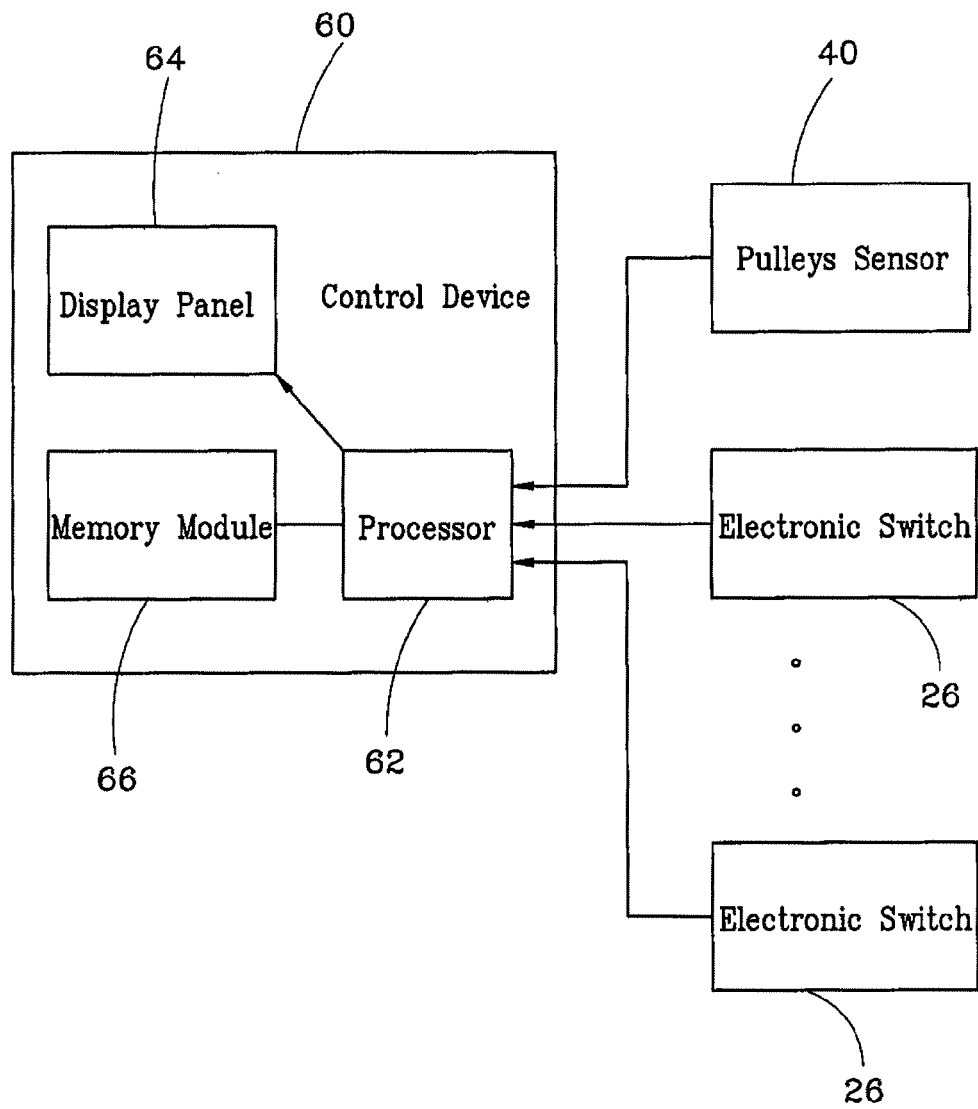 60
64
40
Pulleys Sensor
Display Panel
Control Device
Memory Module
Processor
Electronic Switch
26
66
62
Electronic Switch
26